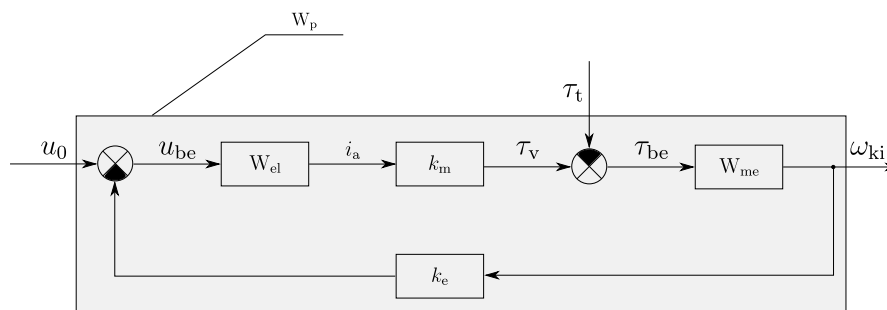 W_p
τ_t
u_0
u_be
W_el
i_a
k_m
τ_v
τ_be
W_me
ω_ki
k_e